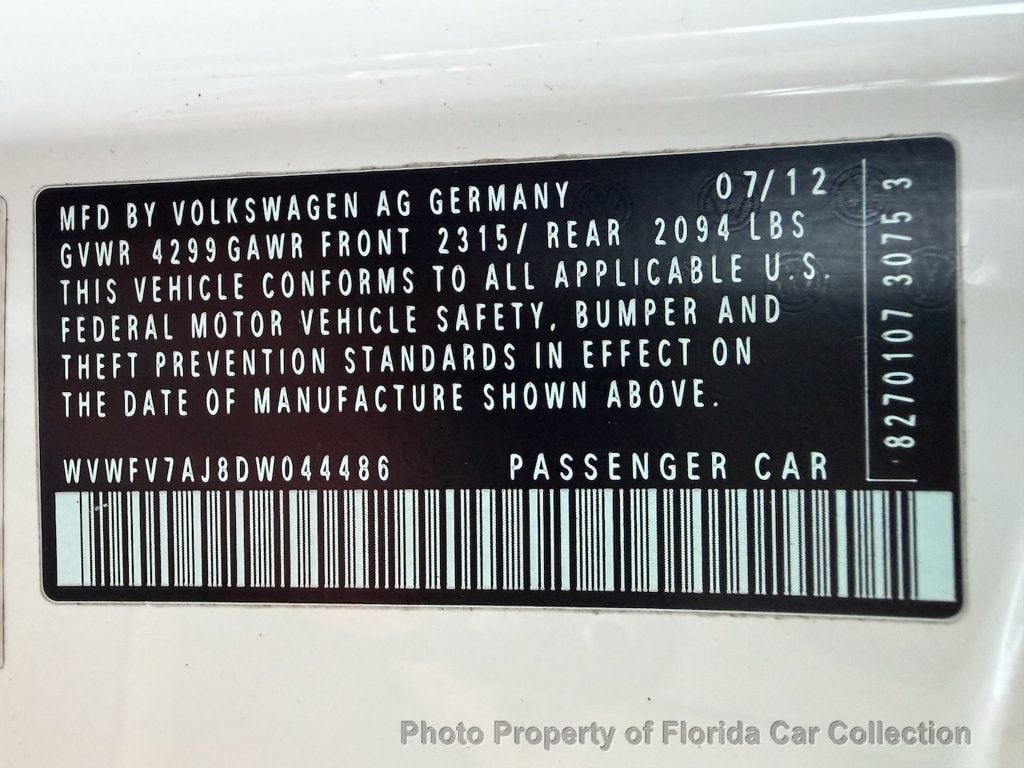 MFD BY VOLKSWAGEN AG GERMANY 07/12
GVWR 4299 GAWR FRONT 2315/ REAR 2094 LBS
THIS VEHICLE CONFORMS TO ALL APPLICABLE U.S.
FEDERAL MOTOR VEHICLE SAFETY, BUMPER AND
THEFT PREVENTION STANDARDS IN EFFECT ON
THE DATE OF MANUFACTURE SHOWN ABOVE.
WVWFV7AJ8DW044486 PASSENGER CAR
8270107 3075 3
Photo Property of Florida Car Collection